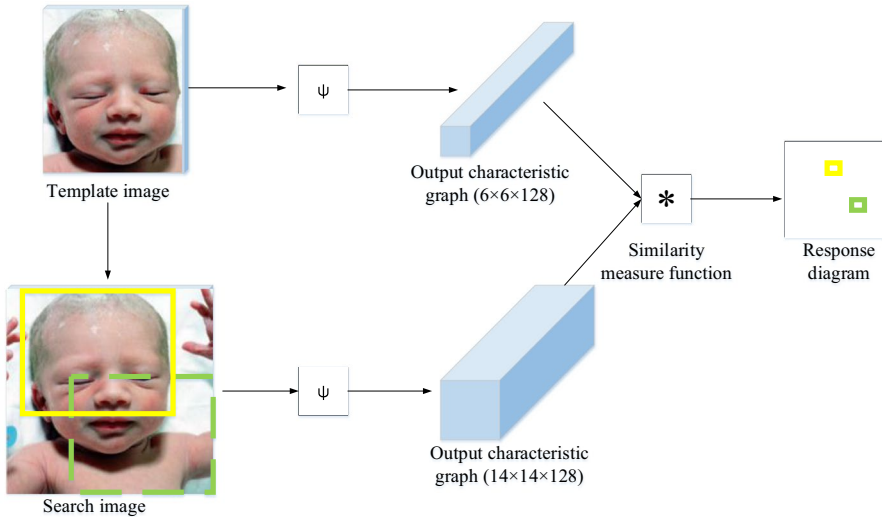 Template image
ψ
Output characteristic
graph (6×6×128)
*
Similarity
measure function
Response
diagram
Search image
ψ
Output characteristic
graph (14×14×128)